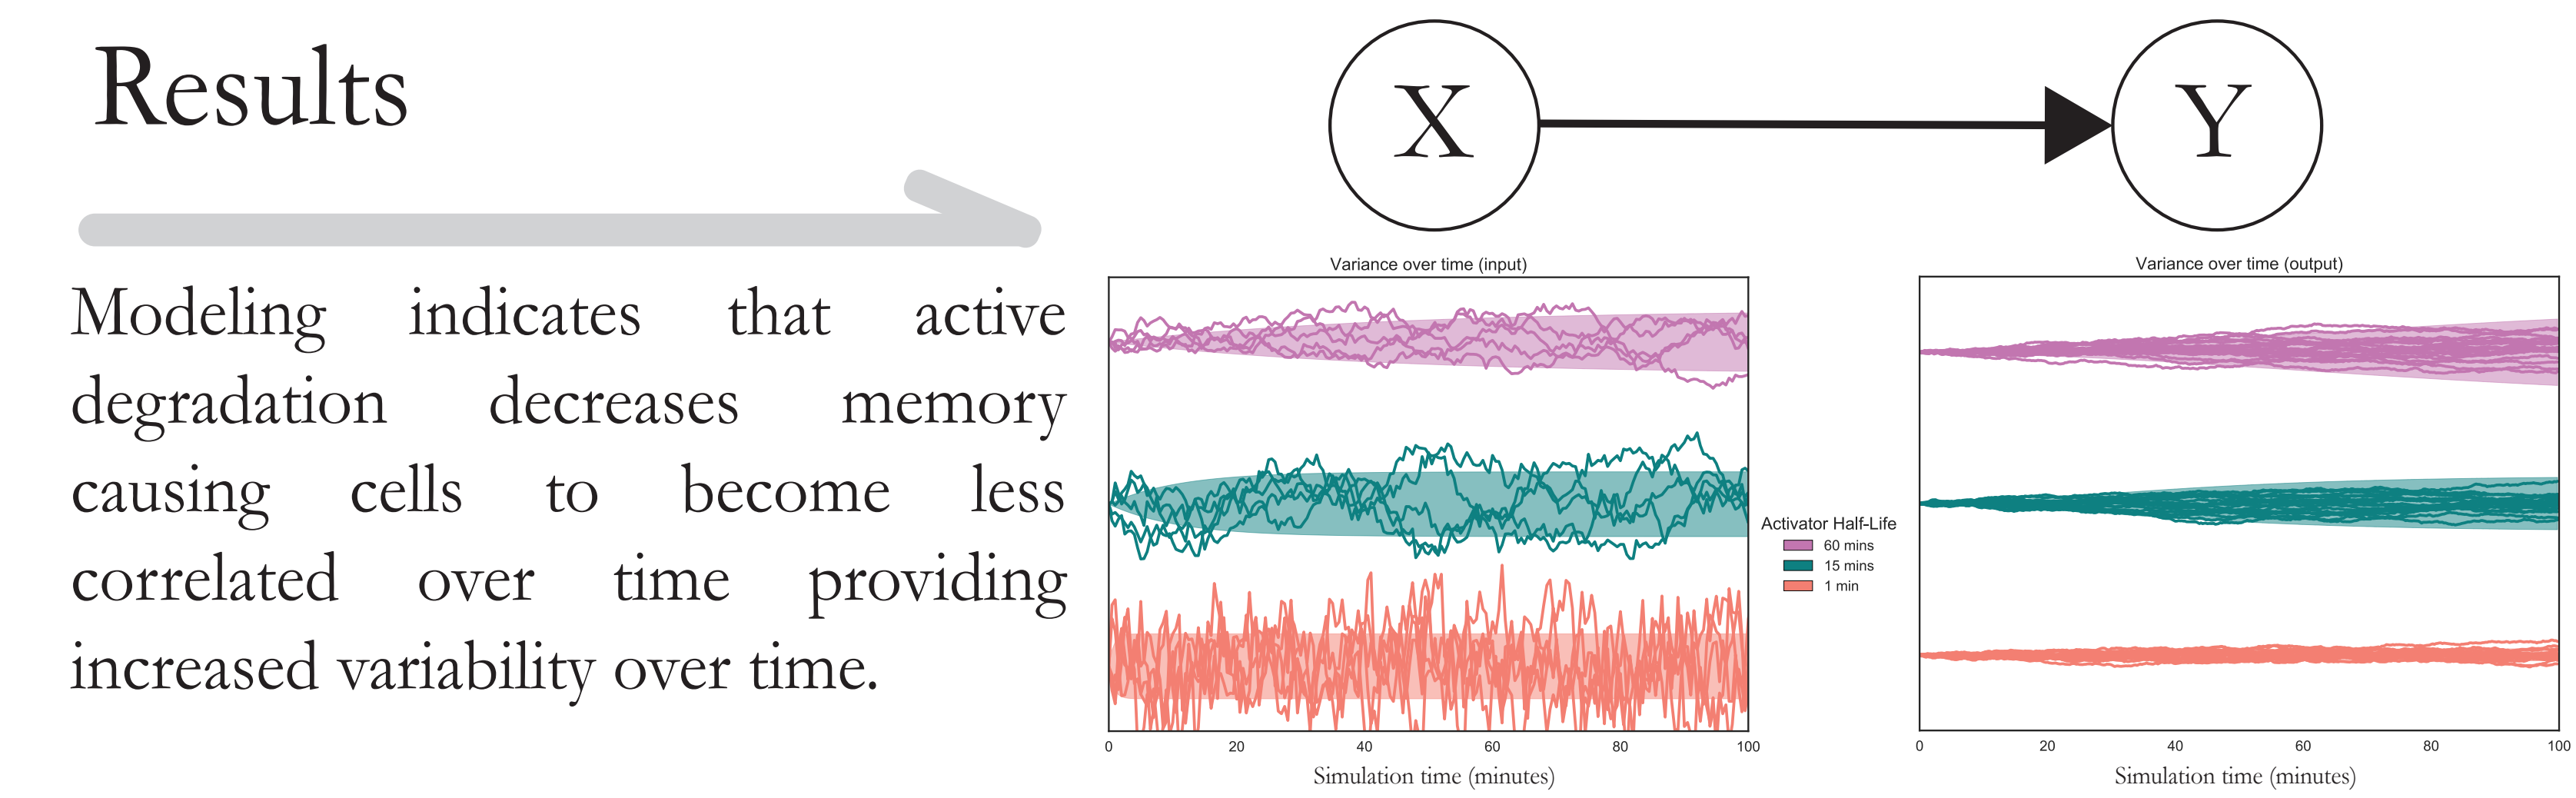 Results
Modeling indicates that active
degradation decreases memory
causing cells to become less
correlated over time providing
increased variability over time.
X
Y
Variance over time (input)
0 20 40 60 80 100
Simulation time (minutes)
Activator Half-Life
60 mins
15 mins
1 min
Variance over time (output)
0 20 40 60 80 100
Simulation time (minutes)